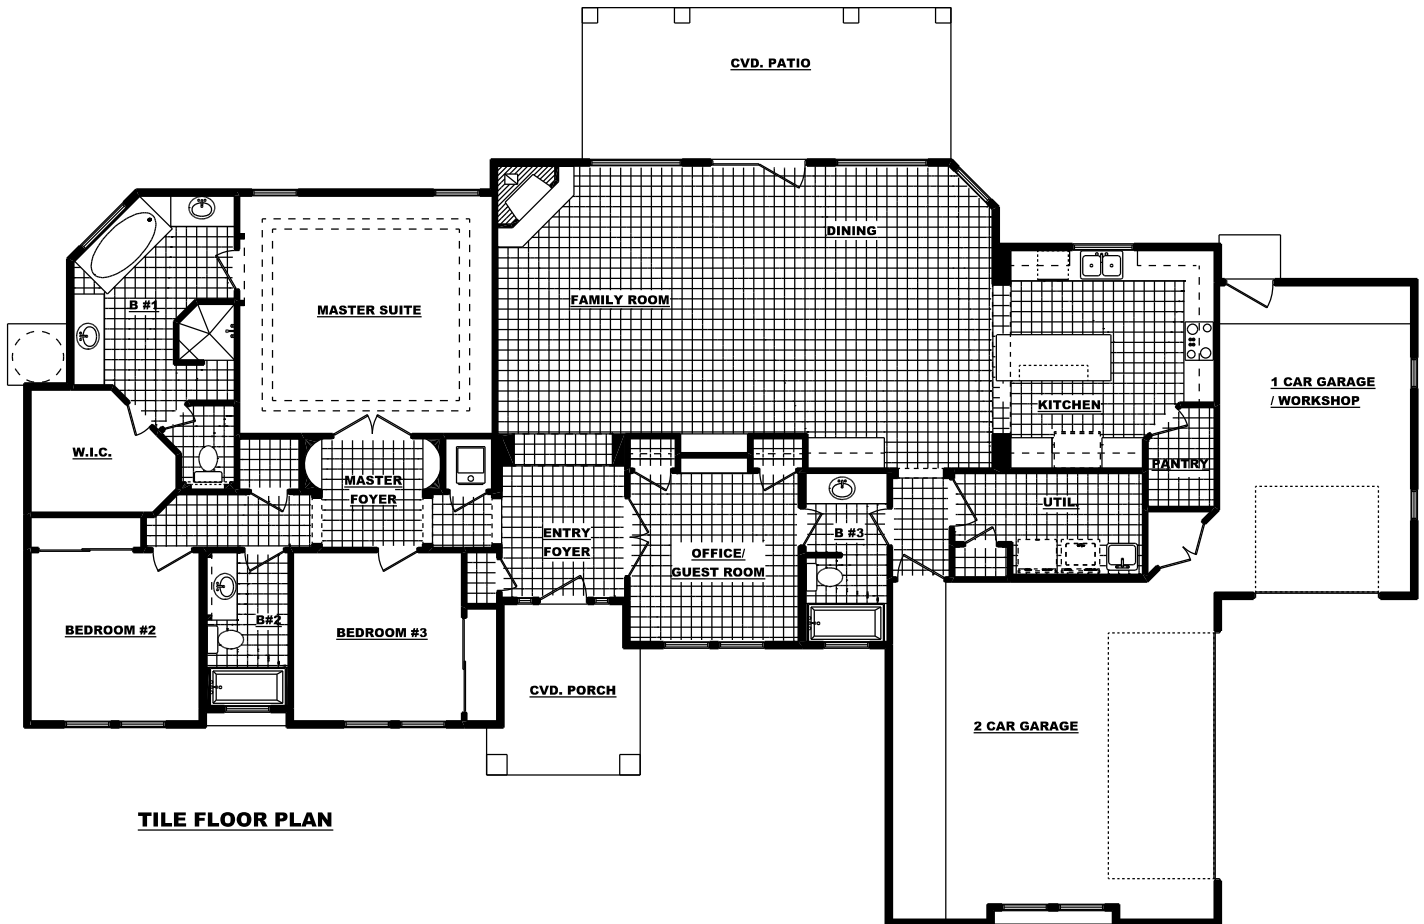 CVD. PATIO
DINING
B #1
FAMILY ROOM
MASTER SUITE
1 CAR GARAGE
/ WORKSHOP
KITCHEN
W.I.C.
PANTRY
MASTER
FOYER
UTIL.
ENTRY
FOYER
B #3
OFFICE/
GUEST ROOM
B#2
BEDROOM #2
BEDROOM #3
CVD. PORCH
2 CAR GARAGE
TILE FLOOR PLAN